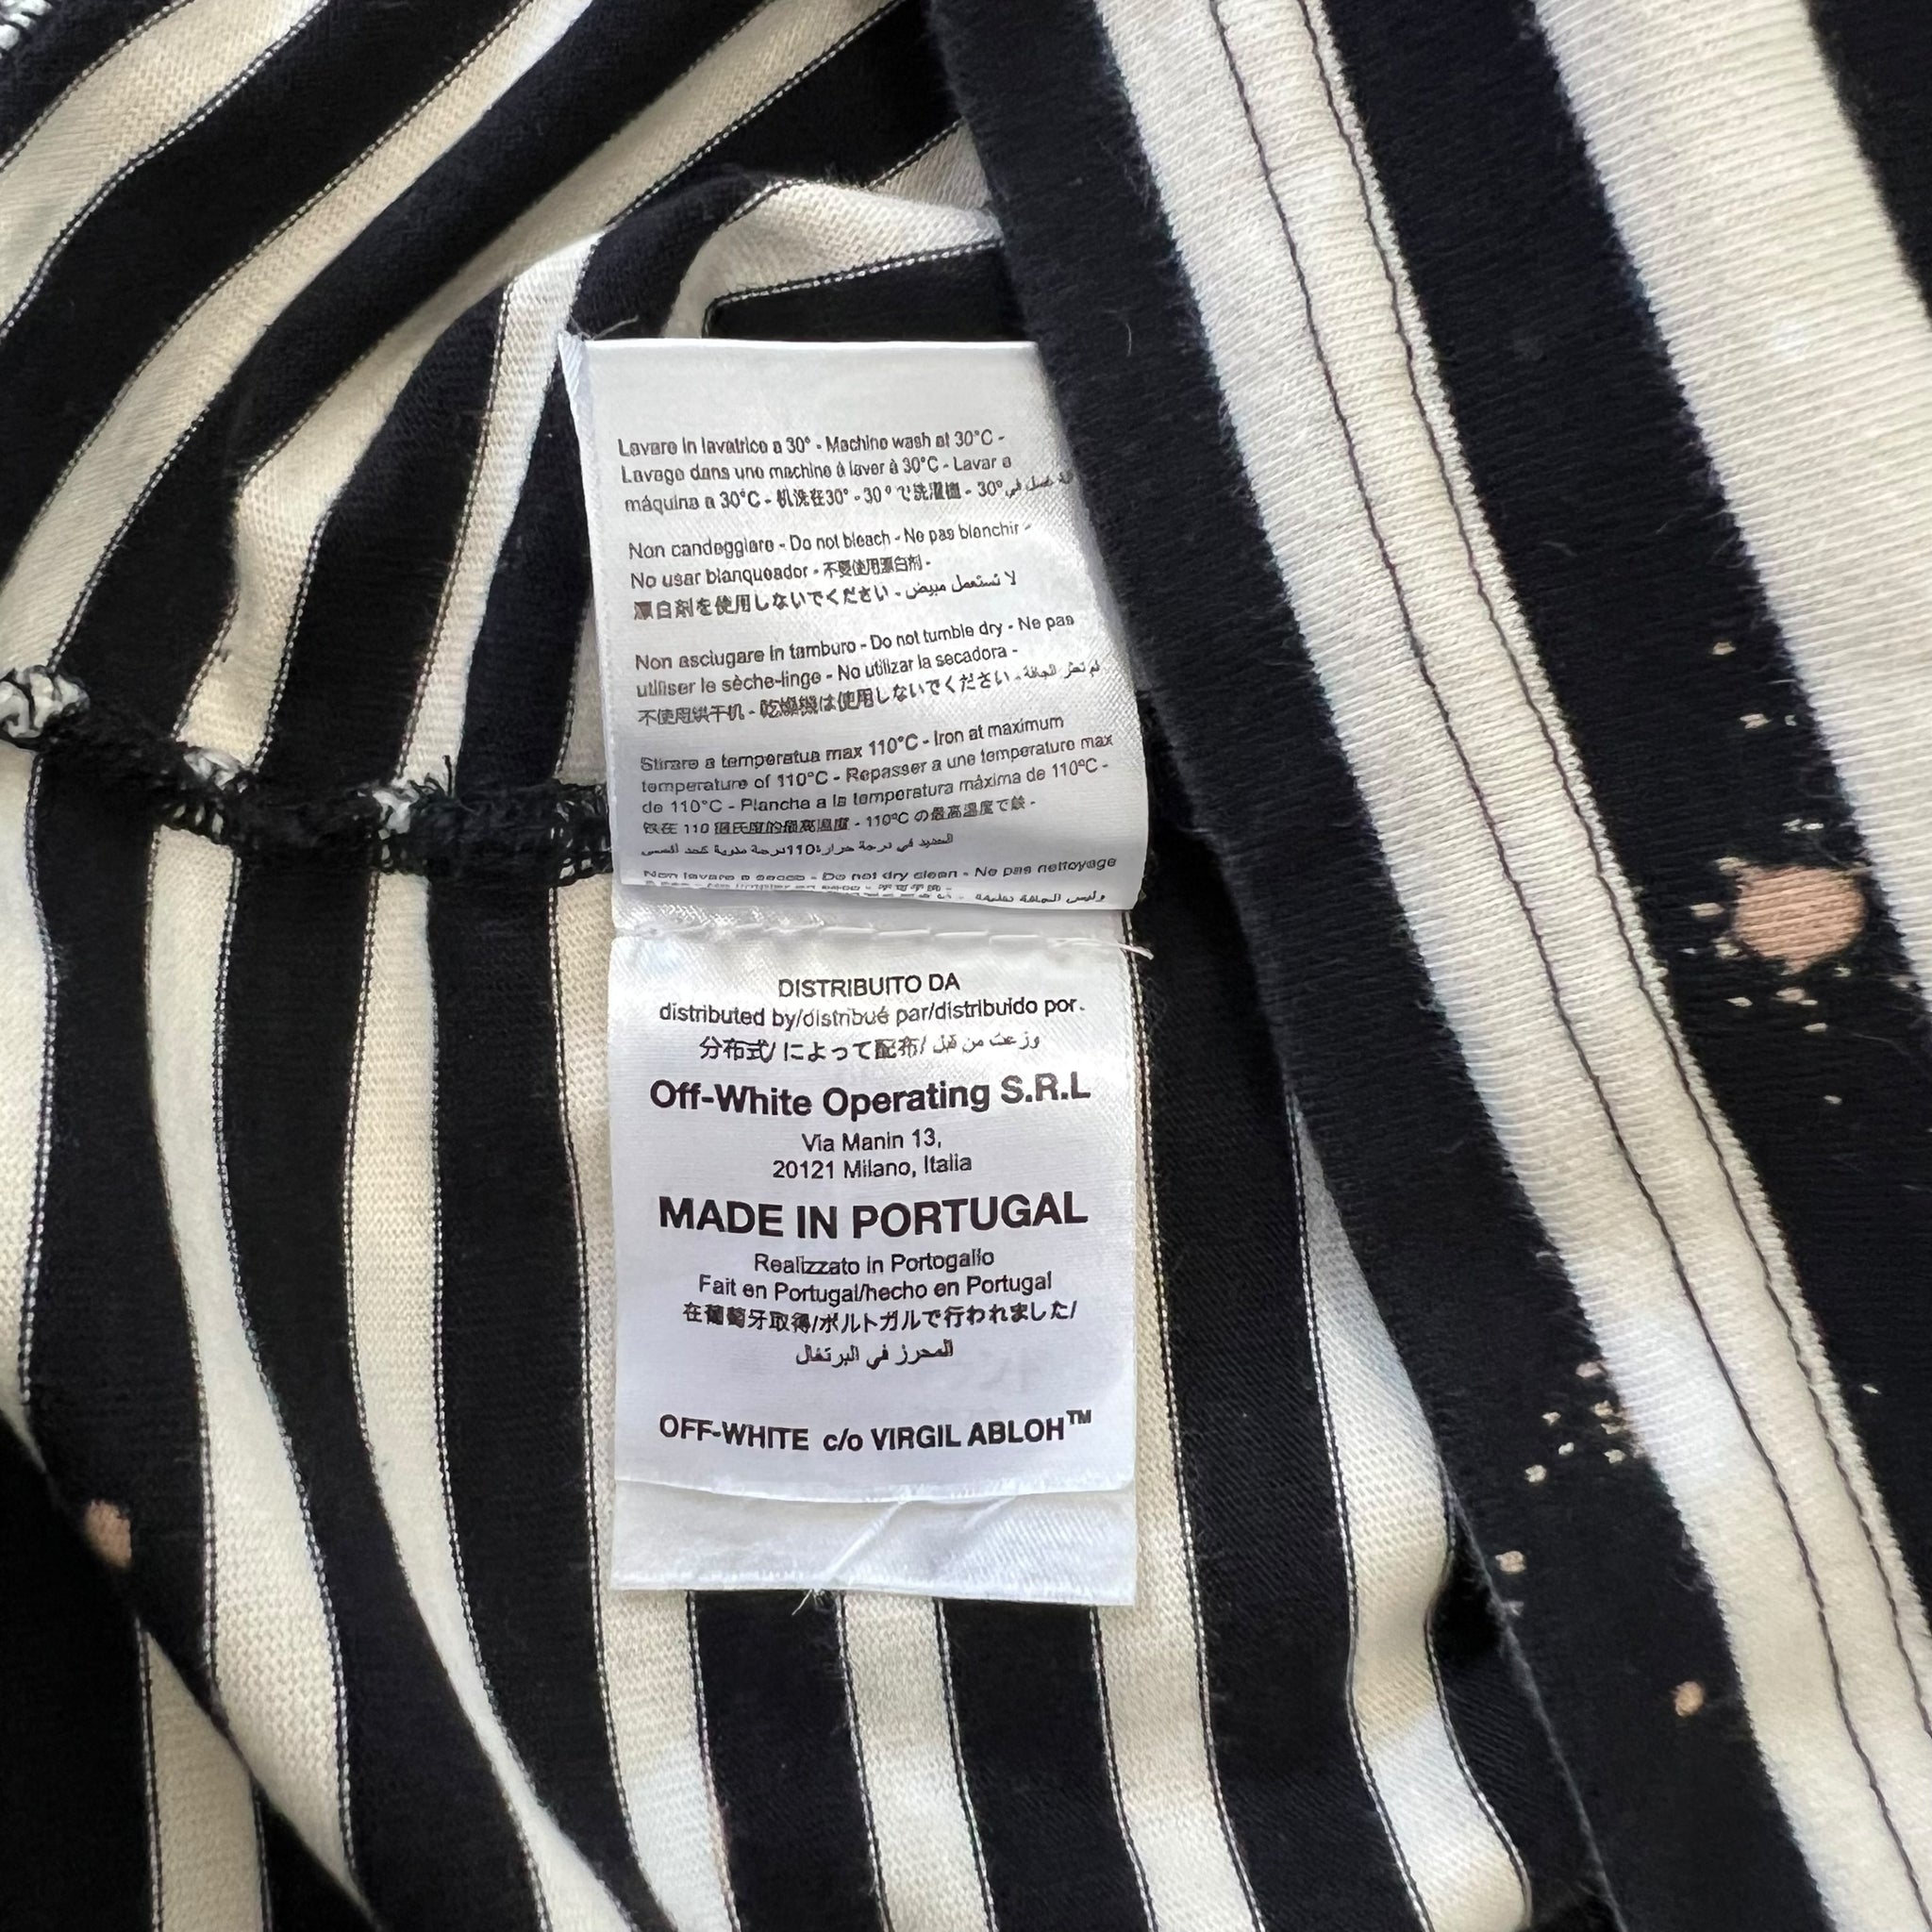 Lavare in lavatrice a 30° - Machine wash at 30°C -
Lavage dans une machine à laver à 30°C - Lavar a
máquina a 30°C - 机洗在30° - 30° で洗濯機 - 30°
Non candeggiare - Do not bleach - Ne pas blanchir -
No usar blanqueador - 不要使用漂白剂 -
漂白剤を使用しないでください - لا تستعمل مبيض
Non asciugare in tamburo - Do not tumble dry - Ne pas
utiliser le sèche-linge - No utilizar la secadora -
不使用烘干机 - 乾燥機は使用しないでください -
Stirare a temperatua max 110°C - Iron at maximum
temperature of 110°C - Repasser a une temperature max
de 110°C - Plancha a la temperatura máxima de 110°C -
110 - 110°C の最高温度で
Non lavare a secco - Do not dry clean - Ne pas nettoyage
DISTRIBUITO DA
distributed by/distribué par/distribuido por.
分布式/ によって配布/ وزعت من قبل
Off-White Operating S.R.L
Via Manin 13,
20121 Milano, Italia
MADE IN PORTUGAL
Realizzato in Portogallo
Fait en Portugal/hecho en Portugal
在葡萄牙取得/ポルトガルで行われました/
المحرز في البرتغال
OFF-WHITE c/o VIRGIL ABLOH™